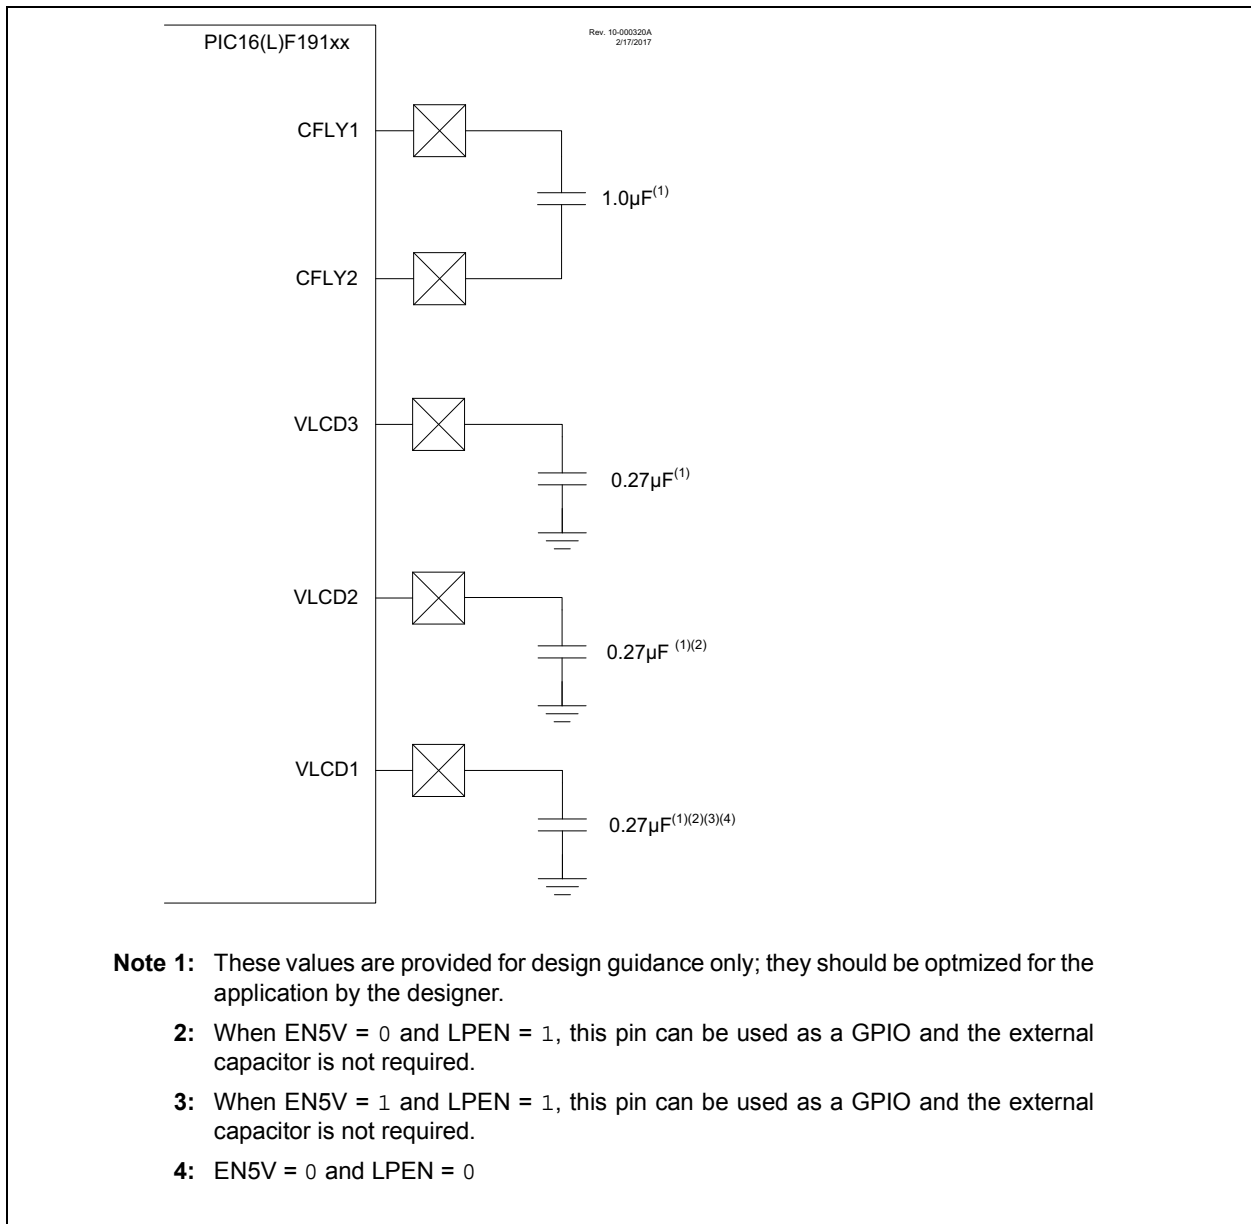 PIC16(L)F191xx
Rev. 10-000320A
2/17/2017
CFLY1
1.0µF(1)
CFLY2
VLCD3
0.27µF(1)
VLCD2
0.27µF (1)(2)
VLCD1
0.27µF(1)(2)(3)(4)
Note 1: These values are provided for design guidance only; they should be optmized for the
application by the designer.
2: When EN5V = 0 and LPEN = 1, this pin can be used as a GPIO and the external
capacitor is not required.
3: When EN5V = 1 and LPEN = 1, this pin can be used as a GPIO and the external
capacitor is not required.
4: EN5V = 0 and LPEN = 0